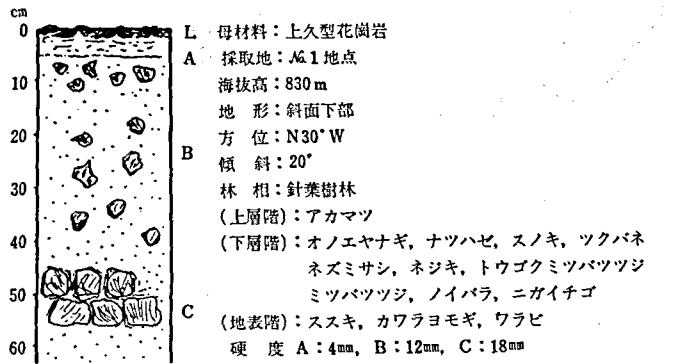 cm
0
10
20
30
40
50
60
L
A
B
C
母材料：上久型花崗岩
採取地：№1地点
海抜高：830m
地　形：斜面下部
方　位：N30°W
傾　斜：20°
林　相：針葉樹林
(上層階)：アカマツ
(下層階)：オノエヤナギ，ナツハゼ，スノキ，ツクバネ
ネズミサシ，ネジキ，トウゴクミツバツツジ
ミツバツツジ，ノイバラ，ニガイチゴ
(地表階)：ススキ，カワラヨモギ，ワラビ
硬　度 A：4mm，B：12mm，C：18mm